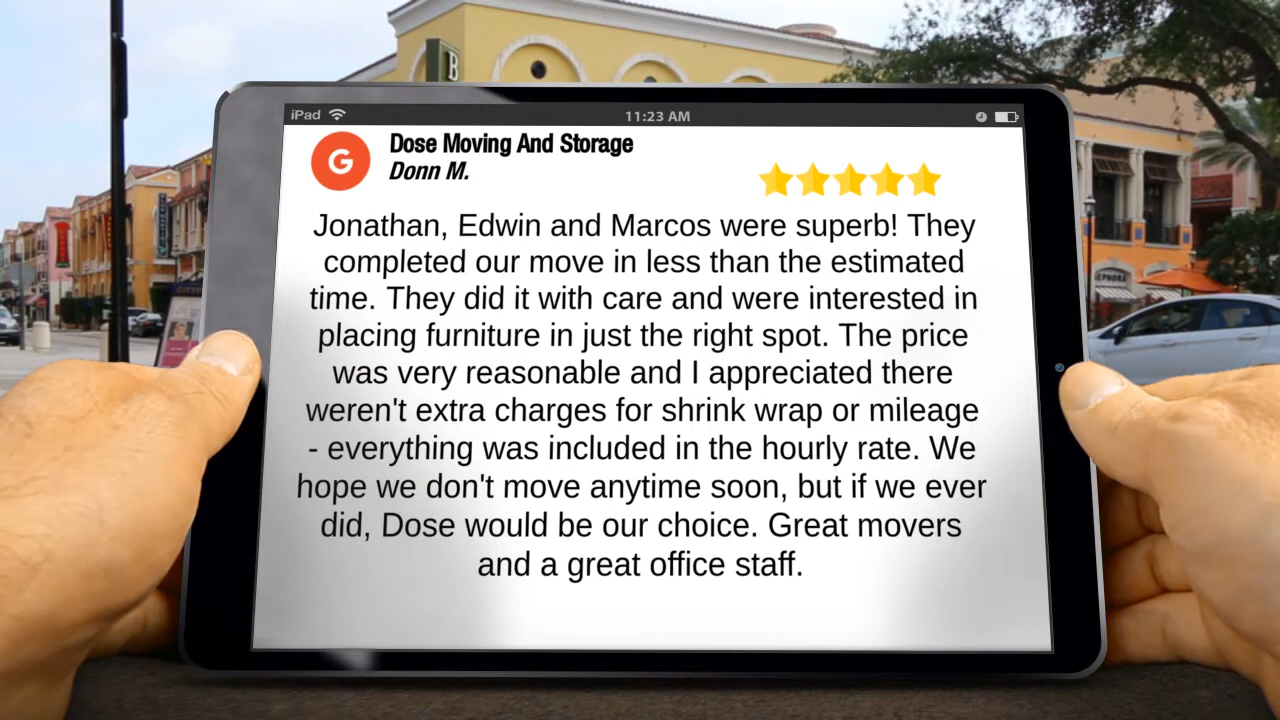 B
iPad
11:23 AM
G
Dose Moving And Storage
Donn M.
Jonathan, Edwin and Marcos were superb! They
completed our move in less than the estimated
time. They did it with care and were interested in
placing furniture in just the right spot. The price
was very reasonable and I appreciated there
weren't extra charges for shrink wrap or mileage
- everything was included in the hourly rate. We
hope we don't move anytime soon, but if we ever
did, Dose would be our choice. Great movers
and a great office staff.
SEPHORA